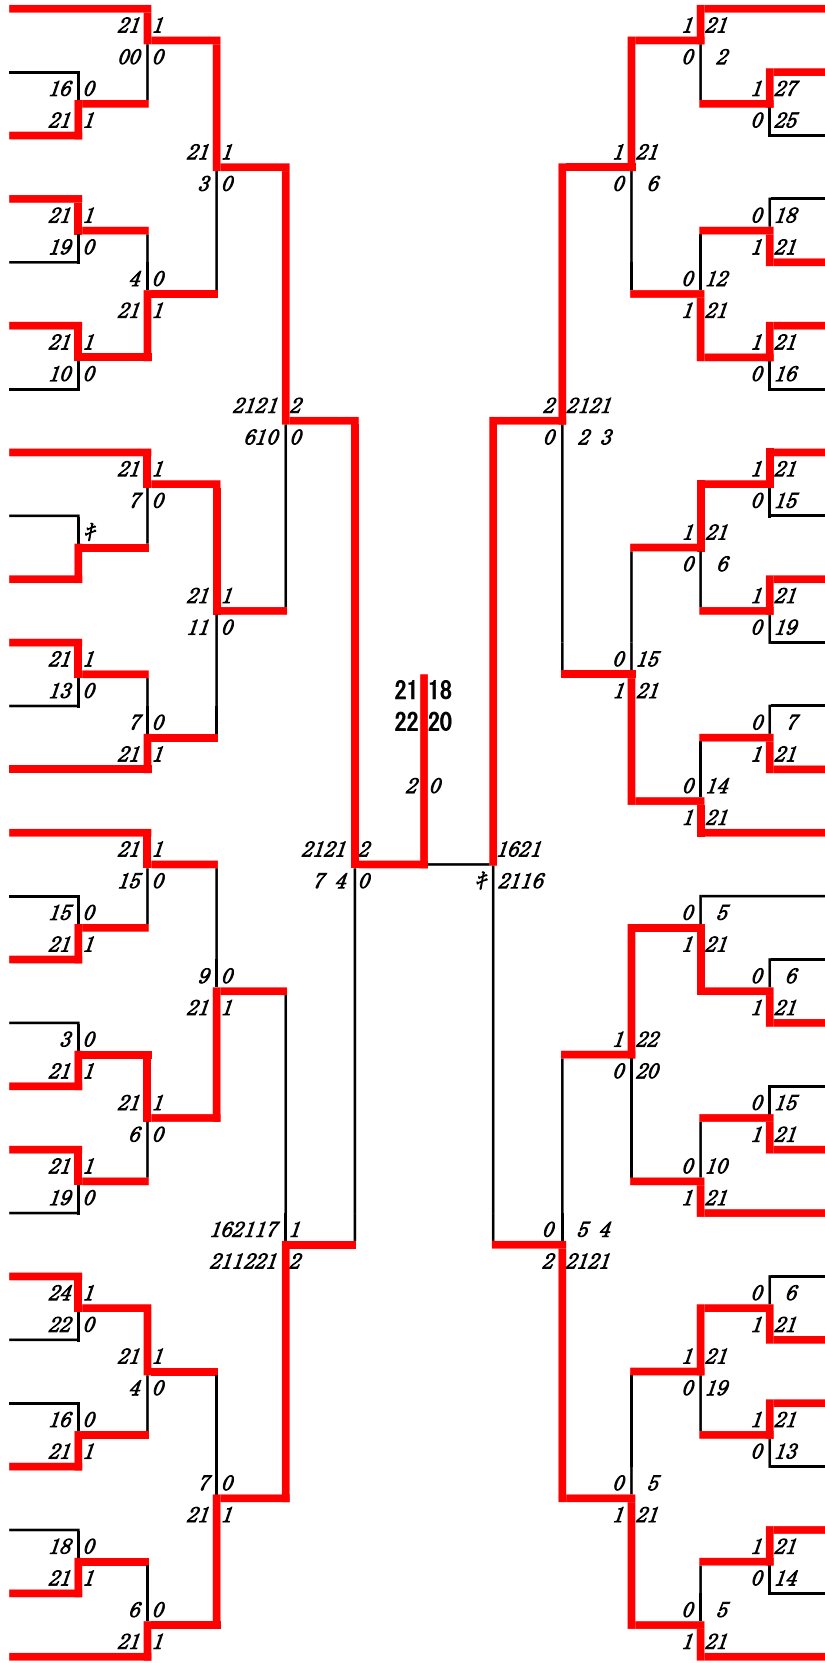 21 1 1 21
00 0 0 2
16 0 1 27
21 1 0 25
21 1 1 21
3 0 0 6
21 1 0 18
19 0 1 21
4 0 0 12
21 1 1 21
21 1 1 21
10 0 0 16
2121 2 2 2121
610 0 0 2 3
21 1 1 21
7 0 0 15
ｷ 1 21
0 6
21 1 1 21
11 0 0 19
21 1 0 15
13 0 21 18 1 21
7 0 22 20 0 7
21 1 1 21
2 0 0 14
1 21
21 1 2121 2 1621
15 0 7 4 0 ｷ 2116
15 0 0 5
21 1 1 21
9 0 0 6
21 1 1 21
3 0 1 22
21 1 0 20
21 1 0 15
6 0 1 21
21 1 0 10
19 0 1 21
162117 1 0 5 4
211221 2 2 2121
24 1 0 6
22 0 1 21
21 1 1 21
4 0 0 19
16 0 1 21
21 1 0 13
7 0 0 5
21 1 1 21
18 0 1 21
21 1 0 14
6 0 0 5
21 1 1 21